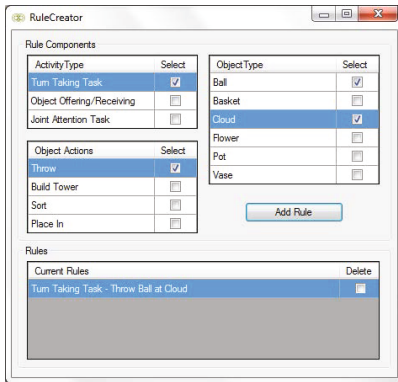 RuleCreator
Rule Components
ActivityType Select
Turn Taking Task
Object Offering/Receiving
Joint Attention Task
ObjectType Select
Ball
Basket
Cloud
Flower
Pot
Vase
Object Actions Select
Throw
Build Tower
Sort
Place In
Add Rule
Rules
Current Rules Delete
Turn Taking Task - Throw Ball at Cloud